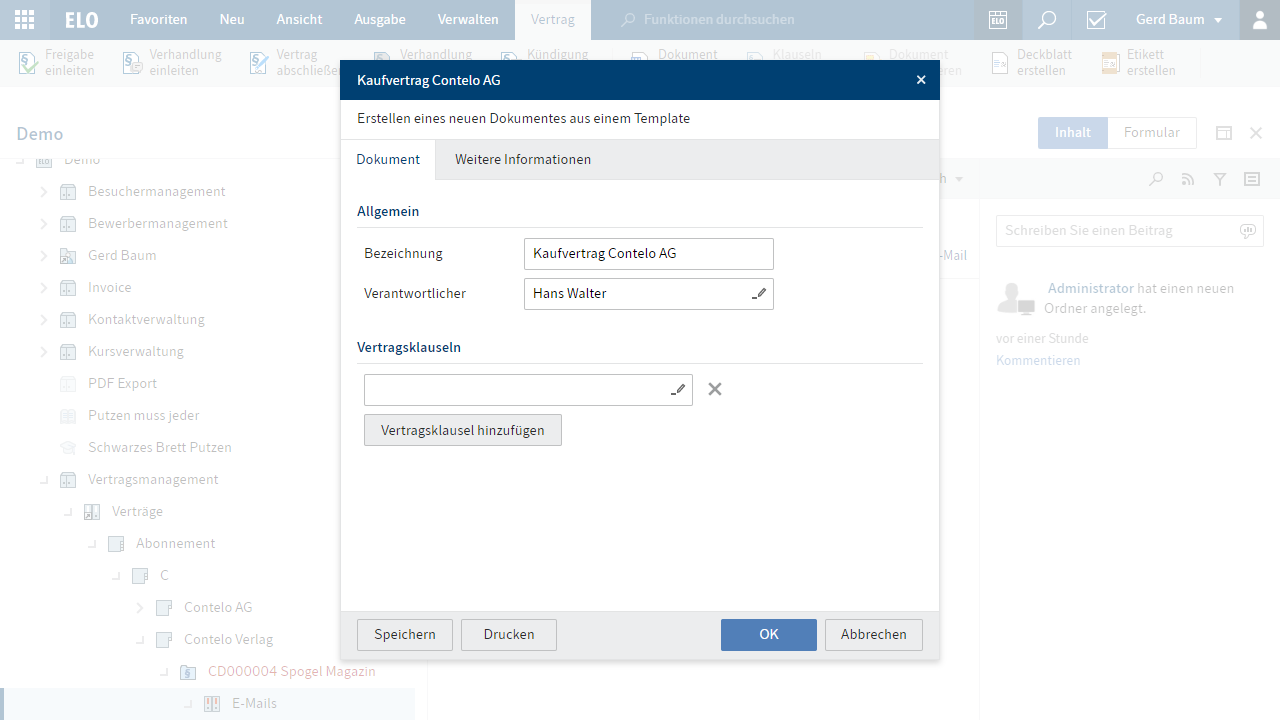 ELO Favoriten Neu Ansicht Ausgabe Verwalten Vertrag Funktionen durchsuchen ELO Gerd Baum
Freigabe einleiten
Verhandlung einleiten
Vertrag abschließen
Verhandlung
Kündigung
Dokument
Klauseln
Dokument
Deckblatt erstellen
Etikett erstellen
Kaufvertrag Contelo AG
Erstellen eines neuen Dokumentes aus einem Template
Dokument Weitere Informationen
Allgemein
Bezeichnung Kaufvertrag Contelo AG
Verantwortlicher Hans Walter
Vertragsklauseln
Vertragsklausel hinzufügen
Speichern Drucken OK Abbrechen
Demo
Demo
Besuchermanagement
Bewerbermanagement
Gerd Baum
Invoice
Kontaktverwaltung
Kursverwaltung
PDF Export
Putzen muss jeder
Schwarzes Brett Putzen
Vertragsmanagement
Verträge
Abonnement
C
Contelo AG
Contelo Verlag
CD000004 Spogel Magazin
E-Mails
Inhalt Formular
Schreiben Sie einen Beitrag
-Mail
Administrator hat einen neuen
Ordner angelegt.
vor einer Stunde
Kommentieren